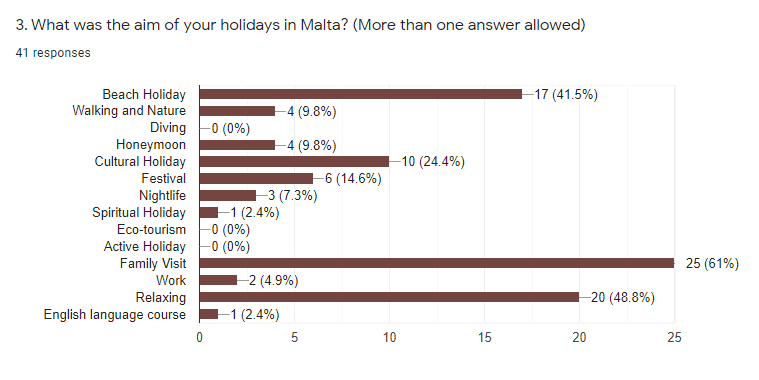 3. What was the aim of your holidays in Malta? (More than one answer allowed)
41 responses
Beach Holiday 17 (41.5%)
Walking and Nature 4 (9.8%)
Diving 0 (0%)
Honeymoon 4 (9.8%)
Cultural Holiday 10 (24.4%)
Festival 6 (14.6%)
Nightlife 3 (7.3%)
Spiritual Holiday 1 (2.4%)
Eco-tourism 0 (0%)
Active Holiday 0 (0%)
Family Visit 25 (61%)
Work 2 (4.9%)
Relaxing 20 (48.8%)
English language course 1 (2.4%)
0 5 10 15 20 25